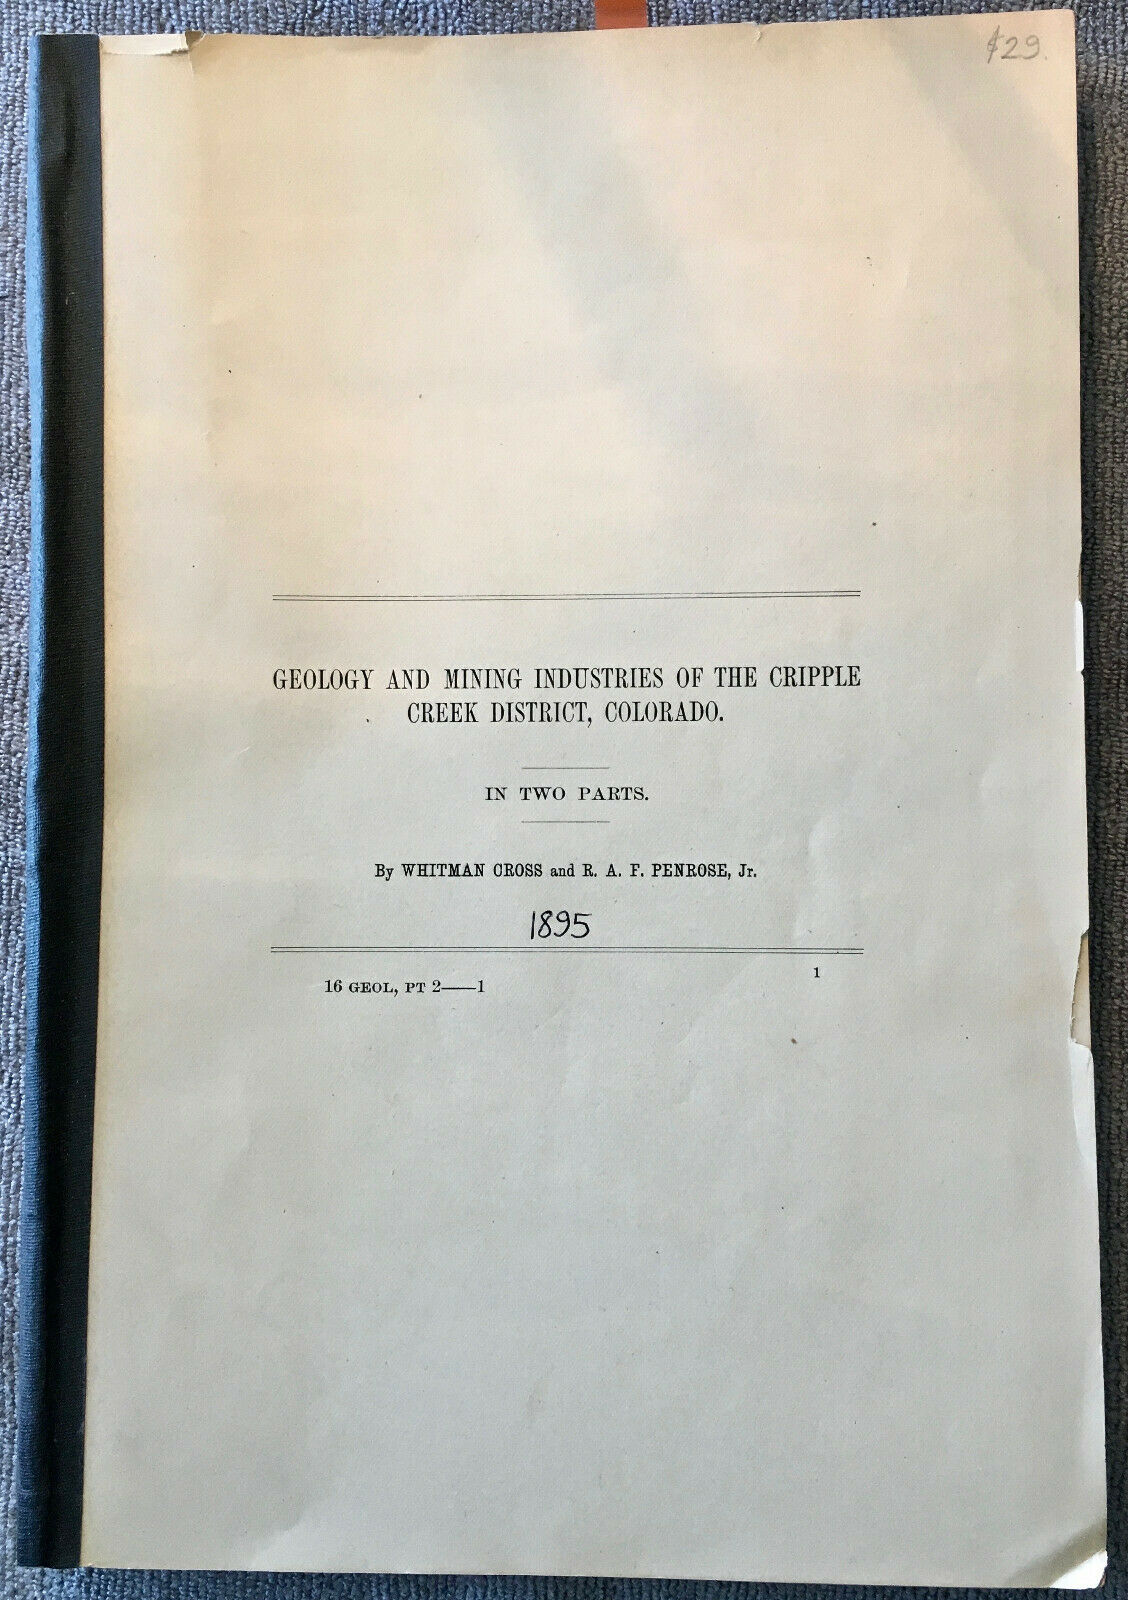 $29.
GEOLOGY AND MINING INDUSTRIES OF THE CRIPPLE
CREEK DISTRICT, COLORADO.
IN TWO PARTS.
By WHITMAN CROSS and R. A. F. PENROSE, Jr.
1895
16 GEOL, PT 2——1 1